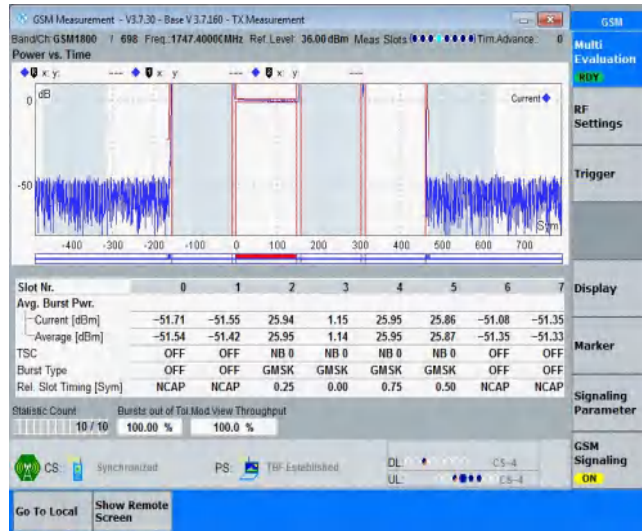 GSM Measurement - V3.7.30 - Base V 3.7.160 - TX Measurement
Band/Ch: GSM1800 / 698 Freq.: 1747.4000 MHz Ref. Level: 36.00 dBm Meas Slots Tim.Advance: 0
Power vs. Time
x: y: --- x: y --- x: y ---
dB
Current
0
-50
Sym
-400 -300 -200 -100 0 100 200 300 400 500 600 700
Slot Nr. 0 1 2 3 4 5 6 7
Avg. Burst Pwr.
Current [dBm] -51.71 -51.55 25.94 1.15 25.95 25.86 -51.08 -51.35
Average [dBm] -51.54 -51.42 25.95 1.14 25.95 25.87 -51.35 -51.33
TSC OFF OFF NB 0 NB 0 NB 0 NB 0 OFF OFF
Burst Type OFF OFF GMSK GMSK GMSK GMSK OFF OFF
Rel. Slot Timing [Sym] NCAP NCAP 0.25 0.00 0.75 0.50 NCAP NCAP
Statistic Count Bursts out of Tol. Mod View Throughput
10 / 10 100.00 % 100.0 %
CS: Synchronized PS: TBF Established DL: CS-4
UL: CS-4
GSM
Multi
Evaluation
RDY
RF
Settings
Trigger
Display
Marker
Signaling
Parameter
GSM
Signaling
ON
Go To Local
Show Remote
Screen